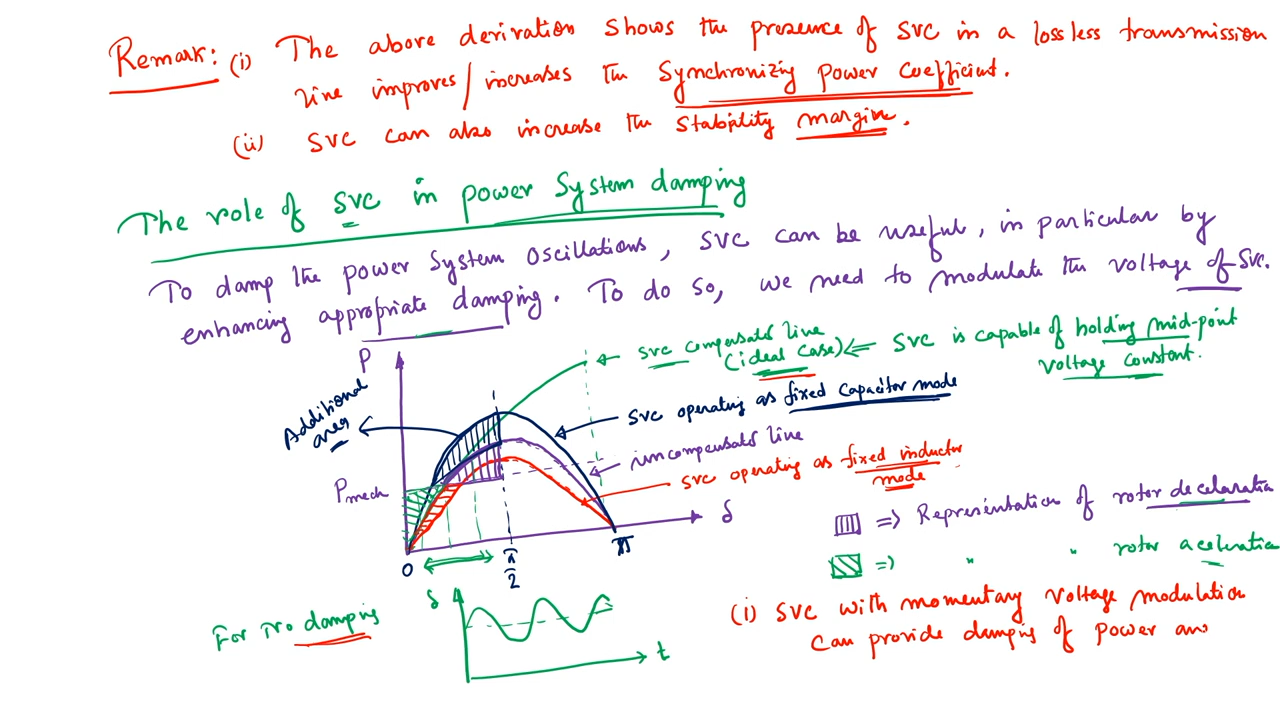 Remark: (i) The above derivation shows the presence of SVC in a lossless transmission
line improves/increases the Synchronizing Power Coefficient.
(ii) SVC can also increase the stability margin.
The role of SVC in power System damping
To damp the power System oscillations, SVC can be useful, in particular by
enhancing appropriate damping. To do so, we need to modulate the voltage of SVC.
P
SVC compensated line
(ideal case) <= SVC is capable of holding mid-point
voltage constant.
Additional
area
SVC operating as fixed capacitor mode
uncompensated line
SVC operating as fixed inductor
mode
Pmech
δ
0
π/2
π
=> Representation of rotor decelaration
=> " " rotor aceleration
For No damping
δ
t
(i) SVC with momentary voltage modulation
Can provide damping of power an